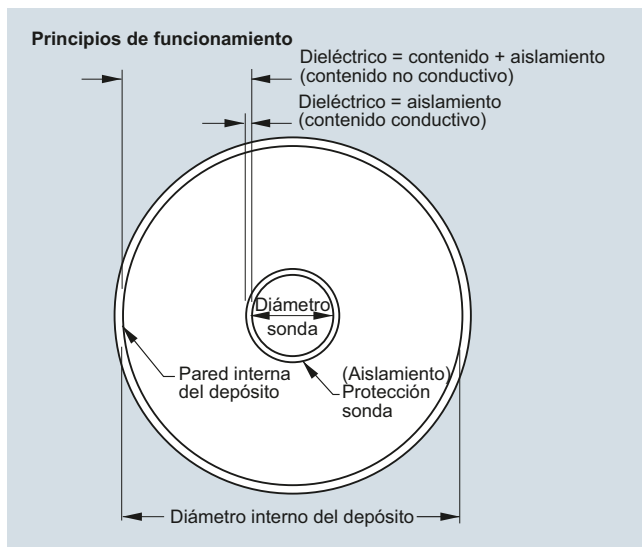 Principios de funcionamiento
Dieléctrico = contenido + aislamiento
(contenido no conductivo)
Dieléctrico = aislamiento
(contenido conductivo)
Diámetro
sonda
Pared interna
del depósito
(Aislamiento)
Protección
sonda
Diámetro interno del depósito